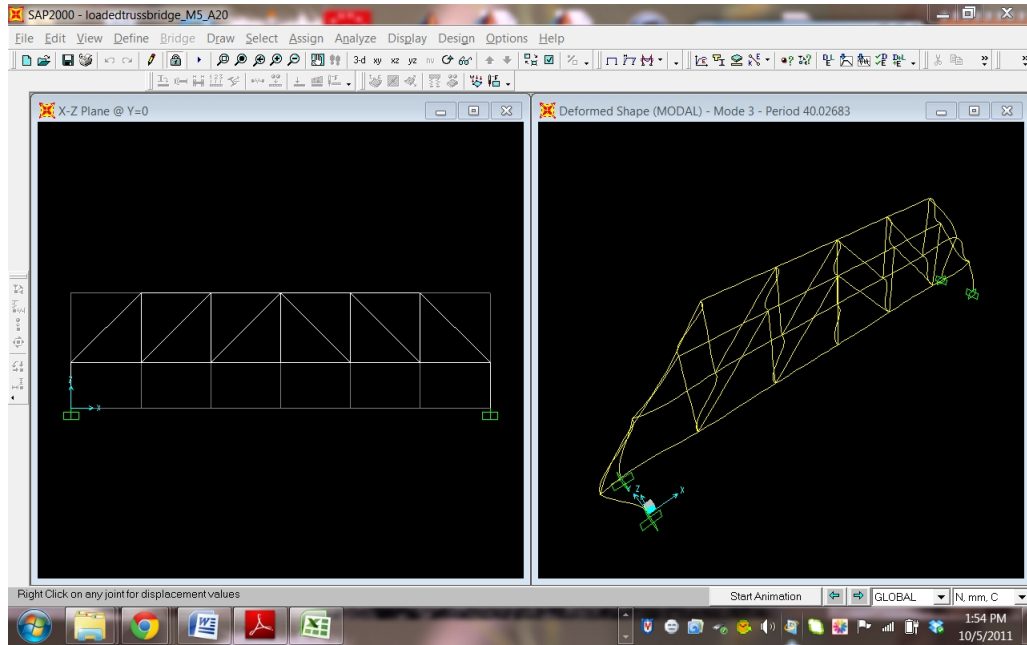 SAP2000 - loadedtrussbridge_M5_A20
File Edit View Define Bridge Draw Select Assign Analyze Display Design Options Help
3-d xy xz yz nv
X-Z Plane @ Y=0
Deformed Shape (MODAL) - Mode 3 - Period 40.02683
Z
X
Z
X
Right Click on any joint for displacement values
Start Animation
GLOBAL
N, mm, C
1:54 PM
10/5/2011